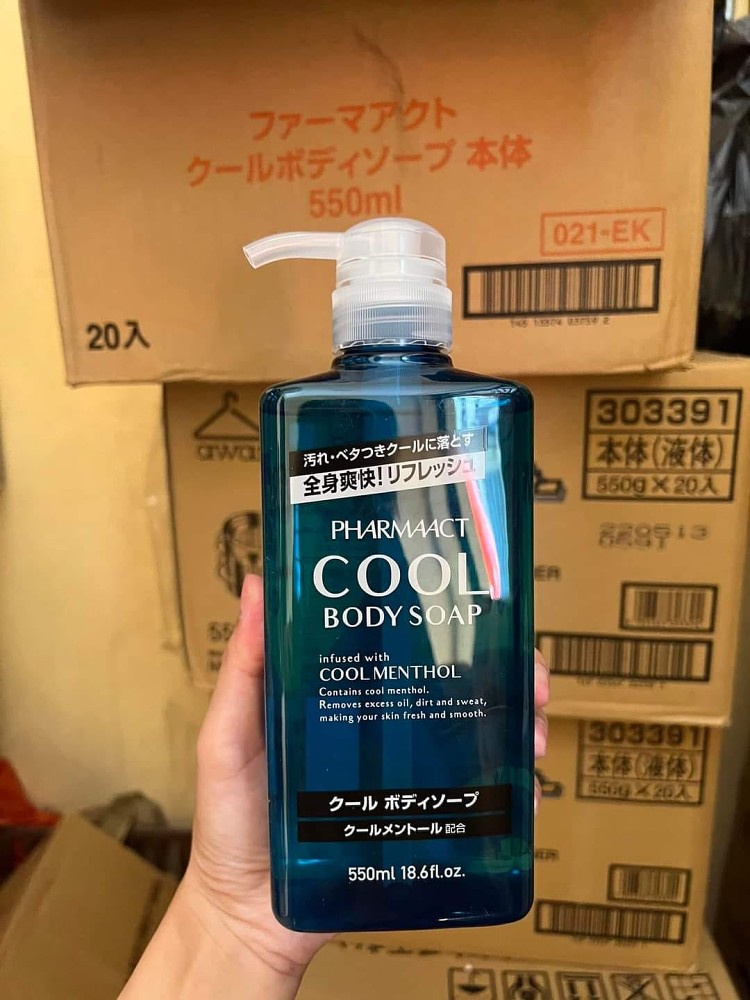 ファーマアクト
クールボディソープ 本体
550ml
021-EK
20入
303391
本体(液体)
550g×20入
汚れ・ベタつきクールに落とす
全身爽快!リフレッシュ
PHARMAACT
COOL
BODY SOAP
infused with
COOL MENTHOL
Contains cool menthol.
Removes excess oil, dirt and sweat,
making your skin fresh and smooth.
クール ボディソープ
クールメントール 配合
550ml 18.6fl.oz.
303391
本体(液体)
550g×20入